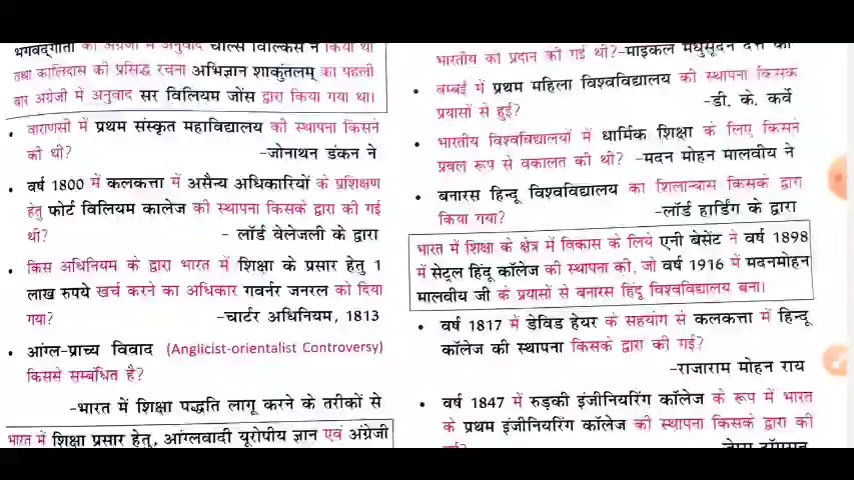 भगवद्गीता का अंग्रेजी में अनुवाद चार्ल्स विल्किंस ने किया था
तथा कालिदास की प्रसिद्ध रचना अभिज्ञान शाकुंतलम् का पहली
बार अंग्रेजी में अनुवाद सर विलियम जोंस द्वारा किया गया था।
• वाराणसी में प्रथम संस्कृत महाविद्यालय की स्थापना किसने
की थी? -जोनाथन डंकन ने
• वर्ष 1800 में कलकत्ता में असैन्य अधिकारियों के प्रशिक्षण
हेतु फोर्ट विलियम कालेज की स्थापना किसके द्वारा की गई
थी? - लॉर्ड वेलेजली के द्वारा
• किस अधिनियम के द्वारा भारत में शिक्षा के प्रसार हेतु 1
लाख रुपये खर्च करने का अधिकार गवर्नर जनरल को दिया
गया? -चार्टर अधिनियम, 1813
• आंग्ल-प्राच्य विवाद (Anglicist-orientalist Controversy)
किससे सम्बंधित है?
-भारत में शिक्षा पद्धति लागू करने के तरीकों से
भारत में शिक्षा प्रसार हेतु, आंग्लवादी यूरोपीय ज्ञान एवं अंग्रेजी
भारतीय को प्रदान की गई थी?-माइकल मधुसूदन दत्त को
• बम्बई में प्रथम महिला विश्वविद्यालय की स्थापना किसके
प्रयासों से हुई? -डी. के. कर्वे
• भारतीय विश्वविद्यालयों में धार्मिक शिक्षा के लिए किसने
प्रबल रूप से वकालत की थी? -मदन मोहन मालवीय ने
• बनारस हिन्दू विश्वविद्यालय का शिलान्यास किसके द्वारा
किया गया? -लॉर्ड हार्डिंग के द्वारा
भारत में शिक्षा के क्षेत्र में विकास के लिये एनी बेसेंट ने वर्ष 1898
में सेंट्रल हिंदू कॉलेज की स्थापना की, जो वर्ष 1916 में मदनमोहन
मालवीय जी के प्रयासों से बनारस हिंदू विश्वविद्यालय बना।
• वर्ष 1817 में डेविड हेयर के सहयोग से कलकत्ता में हिन्दू
कॉलेज की स्थापना किसके द्वारा की गई?
-राजाराम मोहन राय
• वर्ष 1847 में रुड़की इंजीनियरिंग कॉलेज के रूप में भारत
के प्रथम इंजीनियरिंग कॉलेज की स्थापना किसके द्वारा की